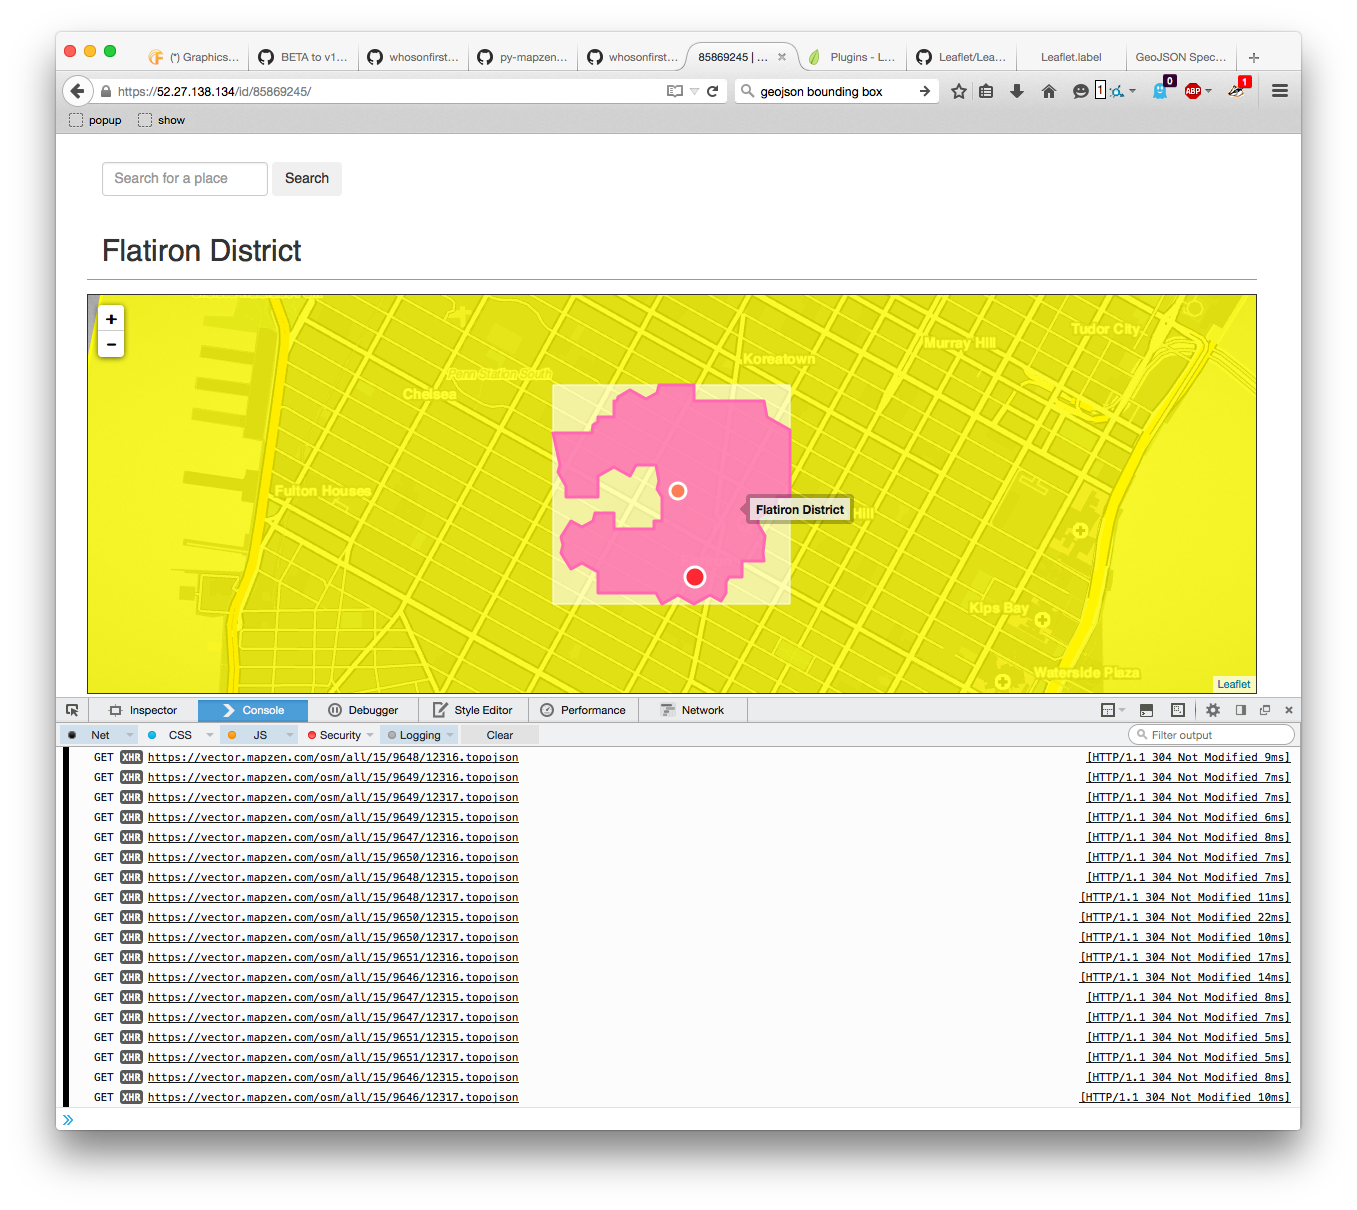 (*) Graphics...
BETA to v1...
whosonfirst...
py-mapzen...
whosonfirst...
85869245 | ...
Plugins - L...
Leaflet/Lea...
Leaflet.label
GeoJSON Spec...
https://52.27.138.134/id/85869245/
geojson bounding box
1
0
ABP
1
popup
show
Search for a place
Search
Flatiron District
+
−
Tudor City
Murray Hill
Koreatown
Penn Station South
Chelsea
Fulton Houses
Flatiron District
Hill
Kips Bay
Waterside Plaza
Leaflet
Inspector
Console
Debugger
Style Editor
Performance
Network
Net
CSS
JS
Security
Logging
Clear
Filter output
GET XHR https://vector.mapzen.com/osm/all/15/9648/12316.topojson [HTTP/1.1 304 Not Modified 9ms]
GET XHR https://vector.mapzen.com/osm/all/15/9649/12316.topojson [HTTP/1.1 304 Not Modified 7ms]
GET XHR https://vector.mapzen.com/osm/all/15/9649/12317.topojson [HTTP/1.1 304 Not Modified 7ms]
GET XHR https://vector.mapzen.com/osm/all/15/9649/12315.topojson [HTTP/1.1 304 Not Modified 6ms]
GET XHR https://vector.mapzen.com/osm/all/15/9647/12316.topojson [HTTP/1.1 304 Not Modified 8ms]
GET XHR https://vector.mapzen.com/osm/all/15/9650/12316.topojson [HTTP/1.1 304 Not Modified 7ms]
GET XHR https://vector.mapzen.com/osm/all/15/9648/12315.topojson [HTTP/1.1 304 Not Modified 7ms]
GET XHR https://vector.mapzen.com/osm/all/15/9648/12317.topojson [HTTP/1.1 304 Not Modified 11ms]
GET XHR https://vector.mapzen.com/osm/all/15/9650/12315.topojson [HTTP/1.1 304 Not Modified 22ms]
GET XHR https://vector.mapzen.com/osm/all/15/9650/12317.topojson [HTTP/1.1 304 Not Modified 10ms]
GET XHR https://vector.mapzen.com/osm/all/15/9651/12316.topojson [HTTP/1.1 304 Not Modified 17ms]
GET XHR https://vector.mapzen.com/osm/all/15/9646/12316.topojson [HTTP/1.1 304 Not Modified 14ms]
GET XHR https://vector.mapzen.com/osm/all/15/9647/12315.topojson [HTTP/1.1 304 Not Modified 8ms]
GET XHR https://vector.mapzen.com/osm/all/15/9647/12317.topojson [HTTP/1.1 304 Not Modified 7ms]
GET XHR https://vector.mapzen.com/osm/all/15/9651/12315.topojson [HTTP/1.1 304 Not Modified 5ms]
GET XHR https://vector.mapzen.com/osm/all/15/9651/12317.topojson [HTTP/1.1 304 Not Modified 5ms]
GET XHR https://vector.mapzen.com/osm/all/15/9646/12315.topojson [HTTP/1.1 304 Not Modified 8ms]
GET XHR https://vector.mapzen.com/osm/all/15/9646/12317.topojson [HTTP/1.1 304 Not Modified 10ms]